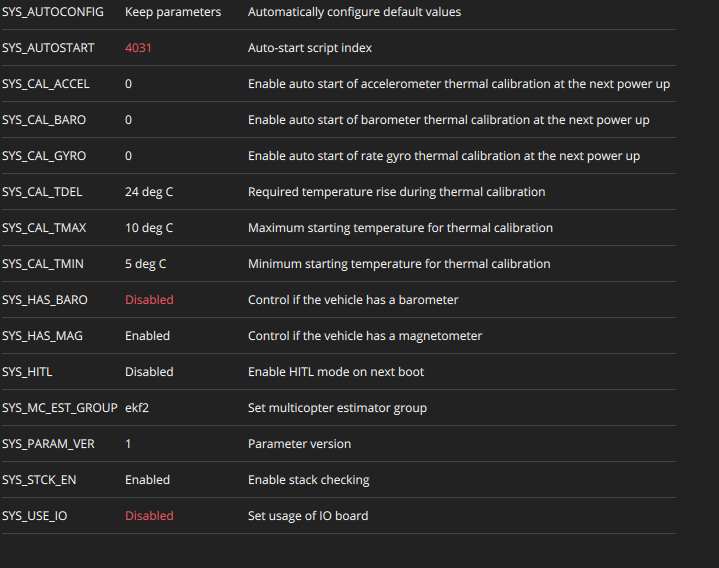 SYS_AUTOCONFIG Keep parameters Automatically configure default values
SYS_AUTOSTART 4031 Auto-start script index
SYS_CAL_ACCEL 0 Enable auto start of accelerometer thermal calibration at the next power up
SYS_CAL_BARO 0 Enable auto start of barometer thermal calibration at the next power up
SYS_CAL_GYRO 0 Enable auto start of rate gyro thermal calibration at the next power up
SYS_CAL_TDEL 24 deg C Required temperature rise during thermal calibration
SYS_CAL_TMAX 10 deg C Maximum starting temperature for thermal calibration
SYS_CAL_TMIN 5 deg C Minimum starting temperature for thermal calibration
SYS_HAS_BARO Disabled Control if the vehicle has a barometer
SYS_HAS_MAG Enabled Control if the vehicle has a magnetometer
SYS_HITL Disabled Enable HITL mode on next boot
SYS_MC_EST_GROUP ekf2 Set multicopter estimator group
SYS_PARAM_VER 1 Parameter version
SYS_STCK_EN Enabled Enable stack checking
SYS_USE_IO Disabled Set usage of IO board